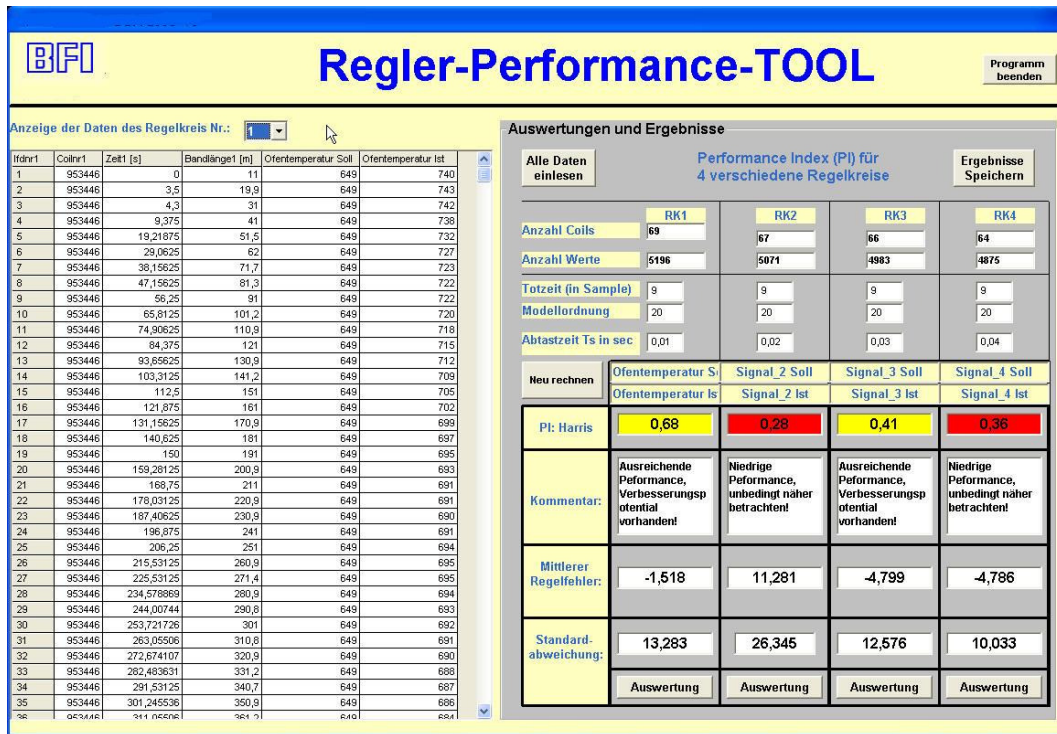 BFI
Regler-Performance-TOOL
Programm
beenden
Anzeige der Daten des Regelkreis Nr.: 1
lfdnr1 Coilnr1 Zeit1 [s] Bandlänge1 [m] Ofentemperatur Soll Ofentemperatur Ist
1 953446 0 11 649 740
2 953446 3,5 19,9 649 743
3 953446 4,3 31 649 742
4 953446 9,375 41 649 738
5 953446 19,21875 51,5 649 732
6 953446 29,0625 62 649 727
7 953446 38,15625 71,7 649 723
8 953446 47,15625 81,3 649 722
9 953446 56,25 91 649 722
10 953446 65,8125 101,2 649 720
11 953446 74,90625 110,9 649 718
12 953446 84,375 121 649 715
13 953446 93,65625 130,9 649 712
14 953446 103,3125 141,2 649 709
15 953446 112,5 151 649 705
16 953446 121,875 161 649 702
17 953446 131,15625 170,9 649 699
18 953446 140,625 181 649 697
19 953446 150 191 649 695
20 953446 159,28125 200,9 649 693
21 953446 168,75 211 649 691
22 953446 178,03125 220,9 649 691
23 953446 187,40625 230,9 649 690
24 953446 196,875 241 649 691
25 953446 206,25 251 649 694
26 953446 215,53125 260,9 649 695
27 953446 225,53125 271,4 649 695
28 953446 234,578869 280,9 649 694
29 953446 244,00744 290,8 649 693
30 953446 253,721726 301 649 692
31 953446 263,05506 310,8 649 691
32 953446 272,674107 320,9 649 690
33 953446 282,483631 331,2 649 688
34 953446 291,53125 340,7 649 687
35 953446 301,245536 350,9 649 686
36 953446 311,05506 361,2 649 684
Auswertungen und Ergebnisse
Alle Daten
einlesen
Performance Index (PI) für
4 verschiedene Regelkreise
Ergebnisse
Speichern
RK1 RK2 RK3 RK4
Anzahl Coils 69 67 66 64
Anzahl Werte 5196 5071 4983 4875
Totzeit (in Sample) 9 9 9 9
Modellordnung 20 20 20 20
Abtastzeit Ts in sec 0,01 0,02 0,03 0,04
Neu rechnen
Ofentemperatur S Signal_2 Soll Signal_3 Soll Signal_4 Soll
Ofentemperatur Is Signal_2 Ist Signal_3 Ist Signal_4 Ist
PI: Harris 0,68 0,28 0,41 0,36
Kommentar:
Ausreichende
Peformance,
Verbesserungsp
otential
vorhanden!
Niedrige
Peformance,
unbedingt näher
betrachten!
Ausreichende
Peformance,
Verbesserungsp
otential
vorhanden!
Niedrige
Peformance,
unbedingt näher
betrachten!
Mittlerer
Regelfehler: -1,518 11,281 -4,799 -4,786
Standard-
abweichung: 13,283 26,345 12,576 10,033
Auswertung Auswertung Auswertung Auswertung